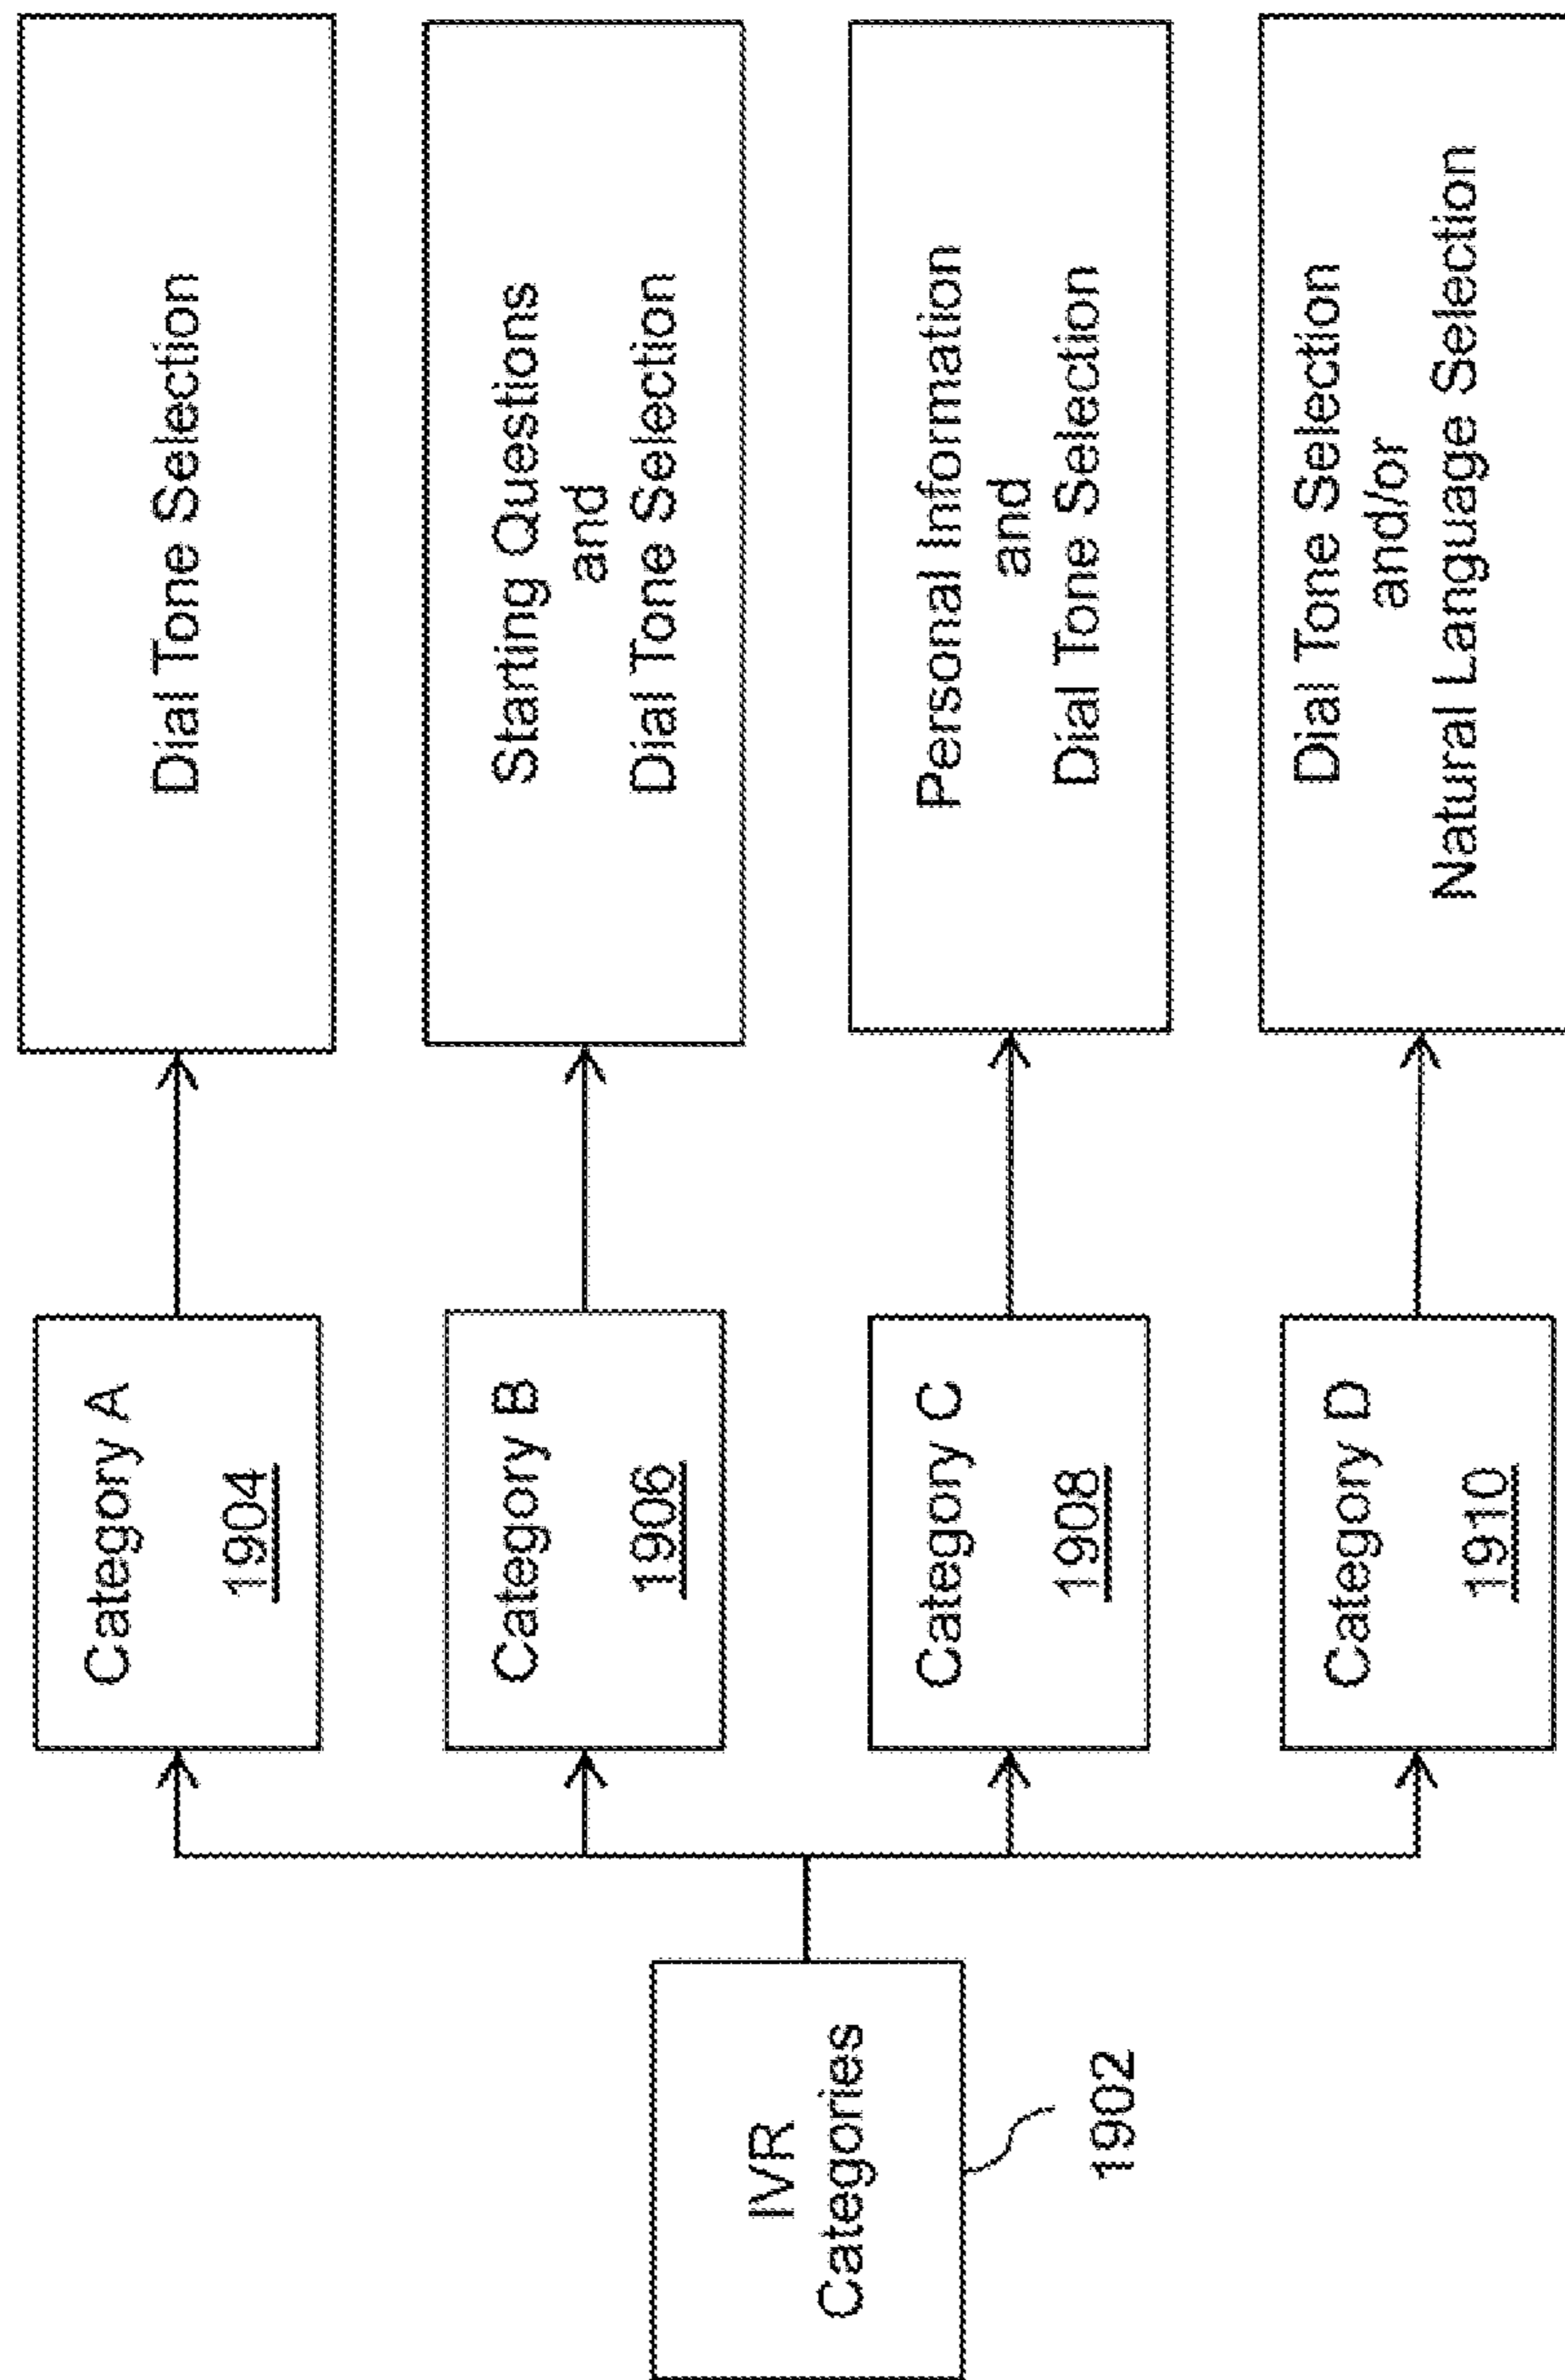 IVR
Categories
1902
Category A
1904
Dial Tone Selection
Category B
1906
Starting Questions
and
Dial Tone Selection
Category C
1908
Personal Information
and
Dial Tone Selection
Category D
1910
Dial Tone Selection
and/or
Natural Language Selection